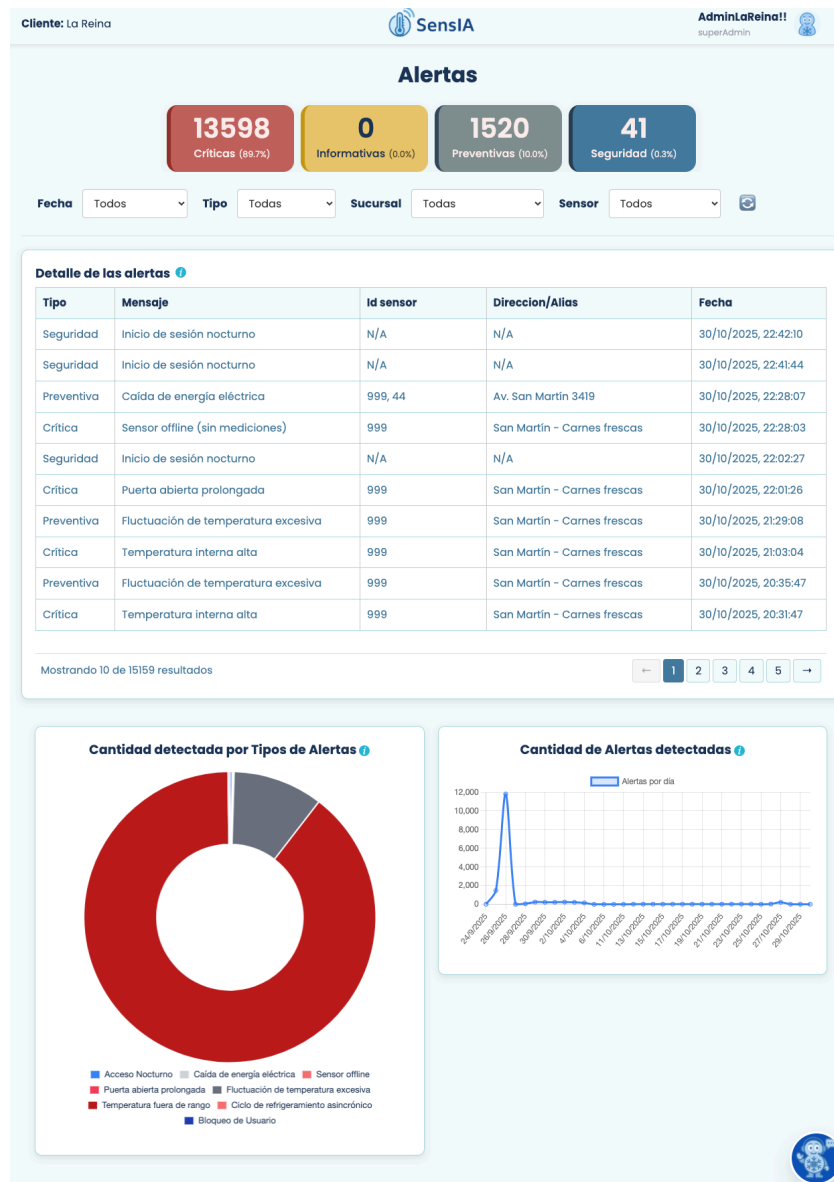 Cliente: La Reina
SensIA
AdminLaReina!!
superAdmin
Alertas
13598
Críticas (89.7%)
0
Informativas (0.0%)
1520
Preventivas (10.0%)
41
Seguridad (0.3%)
Fecha Todos Tipo Todas Sucursal Todas Sensor Todos
Detalle de las alertas i
Tipo Mensaje Id sensor Direccion/Alias Fecha
Seguridad Inicio de sesión nocturno N/A N/A 30/10/2025, 22:42:10
Seguridad Inicio de sesión nocturno N/A N/A 30/10/2025, 22:41:44
Preventiva Caída de energía eléctrica 999, 44 Av. San Martín 3419 30/10/2025, 22:28:07
Crítica Sensor offline (sin mediciones) 999 San Martín - Carnes frescas 30/10/2025, 22:28:03
Seguridad Inicio de sesión nocturno N/A N/A 30/10/2025, 22:02:27
Crítica Puerta abierta prolongada 999 San Martín - Carnes frescas 30/10/2025, 22:01:26
Preventiva Fluctuación de temperatura excesiva 999 San Martín - Carnes frescas 30/10/2025, 21:29:08
Crítica Temperatura interna alta 999 San Martín - Carnes frescas 30/10/2025, 21:03:04
Preventiva Fluctuación de temperatura excesiva 999 San Martín - Carnes frescas 30/10/2025, 20:35:47
Crítica Temperatura interna alta 999 San Martín - Carnes frescas 30/10/2025, 20:31:47
Mostrando 10 de 15159 resultados
← 1 2 3 4 5 →
Cantidad detectada por Tipos de Alertas i
Acceso Nocturno Caída de energía eléctrica Sensor offline
Puerta abierta prolongada Fluctuación de temperatura excesiva
Temperatura fuera de rango Ciclo de refrigeramiento asincrónico
Bloqueo de Usuario
Cantidad de Alertas detectadas i
Alertas por día
12,000
10,000
8,000
6,000
4,000
2,000
0
24/9/2025 26/9/2025 28/9/2025 30/9/2025 2/10/2025 4/10/2025 6/10/2025 11/10/2025 13/10/2025 15/10/2025 17/10/2025 19/10/2025 21/10/2025 23/10/2025 25/10/2025 27/10/2025 29/10/2025